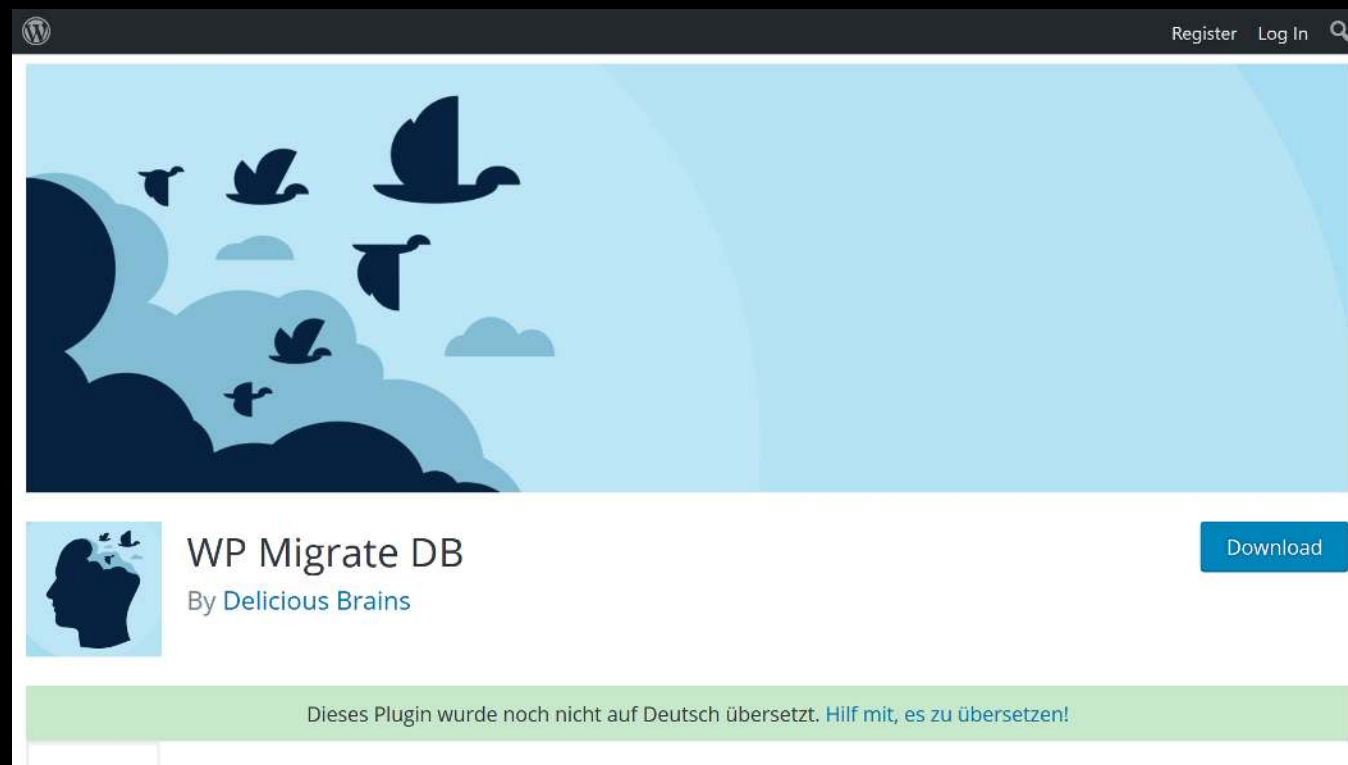 Register Log In
WP Migrate DB
Download
By Delicious Brains
Dieses Plugin wurde noch nicht auf Deutsch übersetzt. Hilf mit, es zu übersetzen!